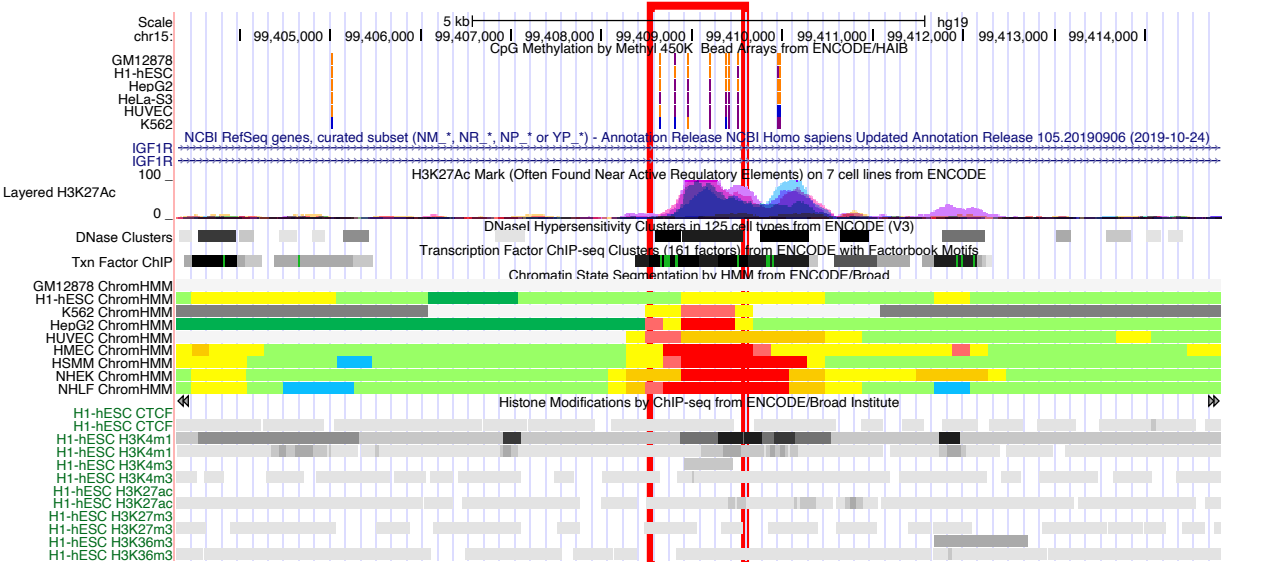 Scale 5 kb hg19
chr15: 99,405,000 99,406,000 99,407,000 99,408,000 99,409,000 99,410,000 99,411,000 99,412,000 99,413,000 99,414,000
CpG Methylation by Methyl 450K Bead Arrays from ENCODE/HAIB
GM12878
H1-hESC
HepG2
HeLa-S3
HUVEC
K562
NCBI RefSeq genes, curated subset (NM_*, NR_*, NP_* or YP_*) - Annotation Release NCBI Homo sapiens Updated Annotation Release 105.20190906 (2019-10-24)
IGF1R
IGF1R
H3K27Ac Mark (Often Found Near Active Regulatory Elements) on 7 cell lines from ENCODE
100 _
Layered H3K27Ac
0 _
DNaseI Hypersensitivity Clusters in 125 cell types from ENCODE (V3)
DNase Clusters
Transcription Factor ChIP-seq Clusters (161 factors) from ENCODE with Factorbook Motifs
Txn Factor ChIP
Chromatin State Segmentation by HMM from ENCODE/Broad
GM12878 ChromHMM
H1-hESC ChromHMM
K562 ChromHMM
HepG2 ChromHMM
HUVEC ChromHMM
HMEC ChromHMM
HSMM ChromHMM
NHEK ChromHMM
NHLF ChromHMM
Histone Modifications by ChIP-seq from ENCODE/Broad Institute
H1-hESC CTCF
H1-hESC CTCF
H1-hESC H3K4m1
H1-hESC H3K4m1
H1-hESC H3K4m3
H1-hESC H3K4m3
H1-hESC H3K27ac
H1-hESC H3K27ac
H1-hESC H3K27m3
H1-hESC H3K27m3
H1-hESC H3K36m3
H1-hESC H3K36m3